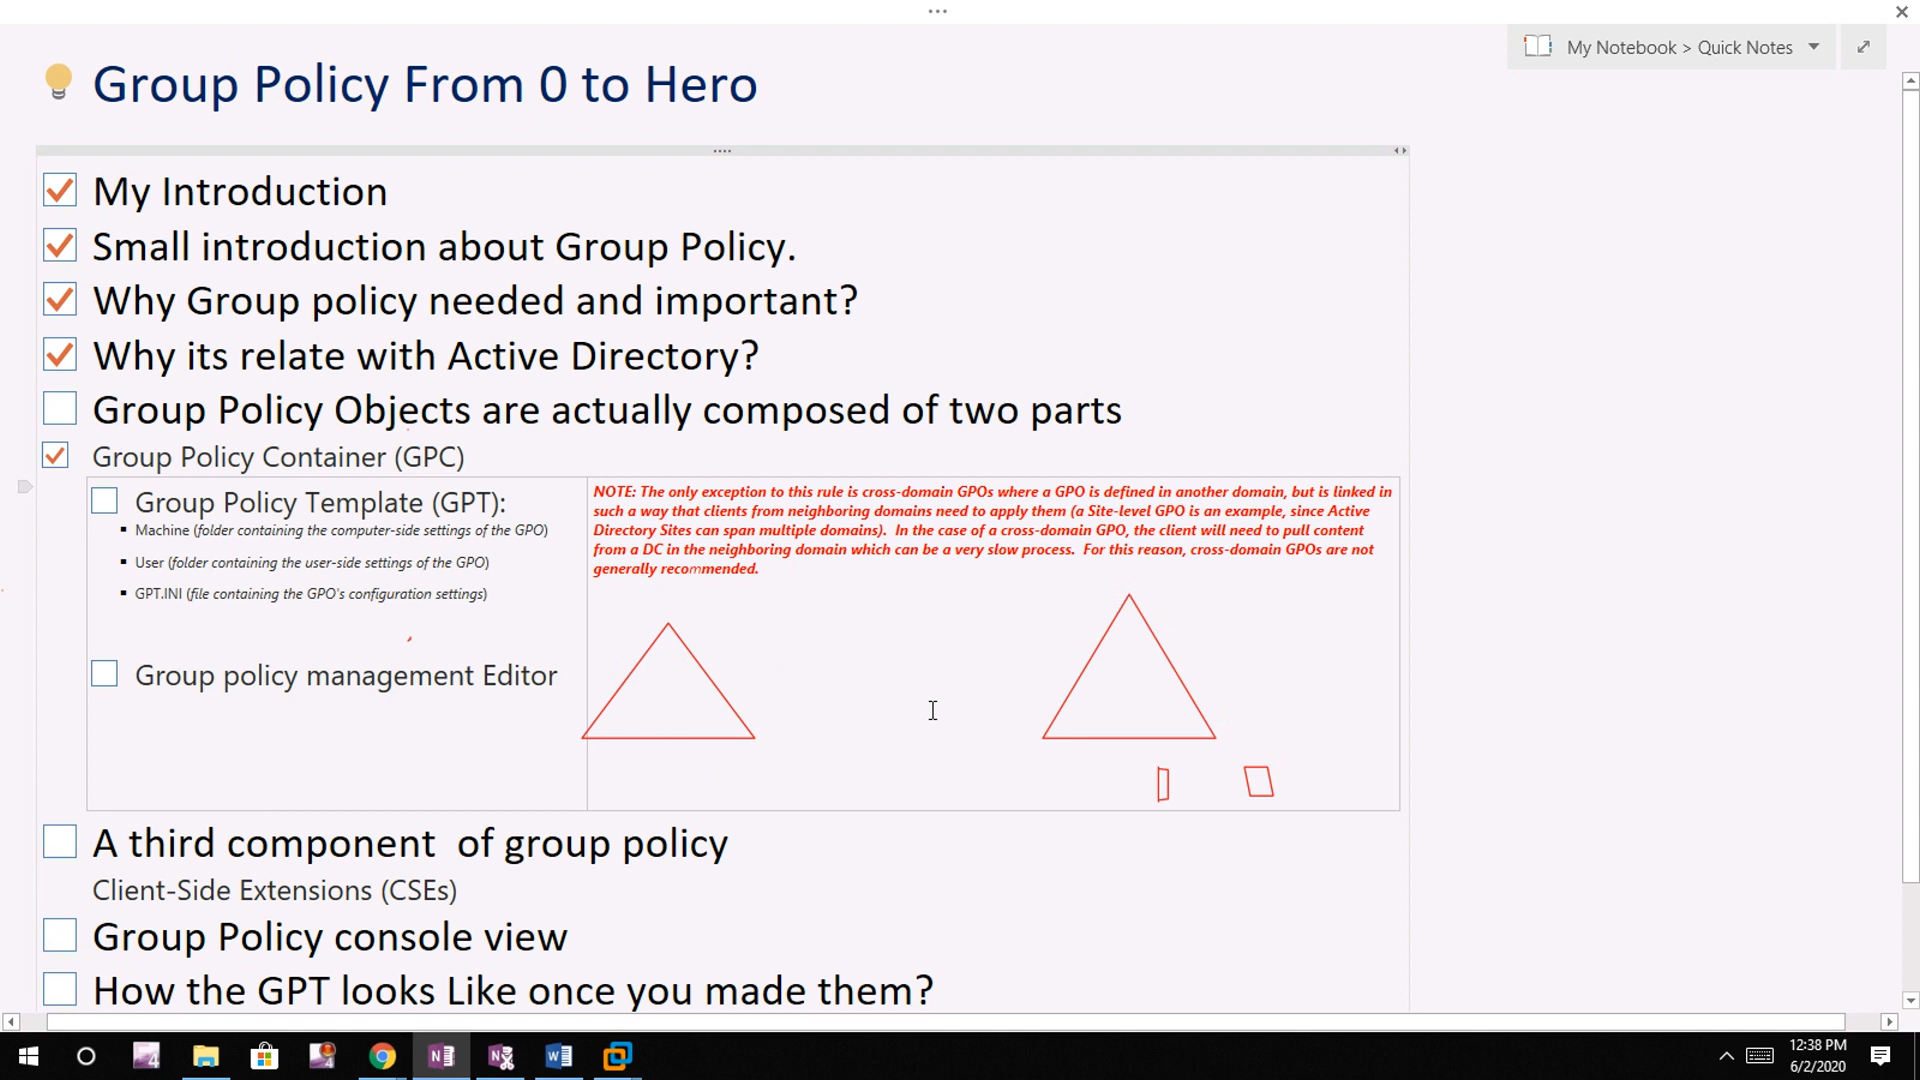 My Notebook > Quick Notes
Group Policy From 0 to Hero
My Introduction
Small introduction about Group Policy.
Why Group policy needed and important?
Why its relate with Active Directory?
Group Policy Objects are actually composed of two parts
Group Policy Container (GPC)
Group Policy Template (GPT):
Machine (folder containing the computer-side settings of the GPO)
User (folder containing the user-side settings of the GPO)
GPT.INI (file containing the GPO's configuration settings)
Group policy management Editor
NOTE: The only exception to this rule is cross-domain GPOs where a GPO is defined in another domain, but is linked in
such a way that clients from neighboring domains need to apply them (a Site-level GPO is an example, since Active
Directory Sites can span multiple domains).  In the case of a cross-domain GPO, the client will need to pull content
from a DC in the neighboring domain which can be a very slow process.  For this reason, cross-domain GPOs are not
generally recommended.
A third component  of group policy
Client-Side Extensions (CSEs)
Group Policy console view
How the GPT looks Like once you made them?
12:38 PM
6/2/2020